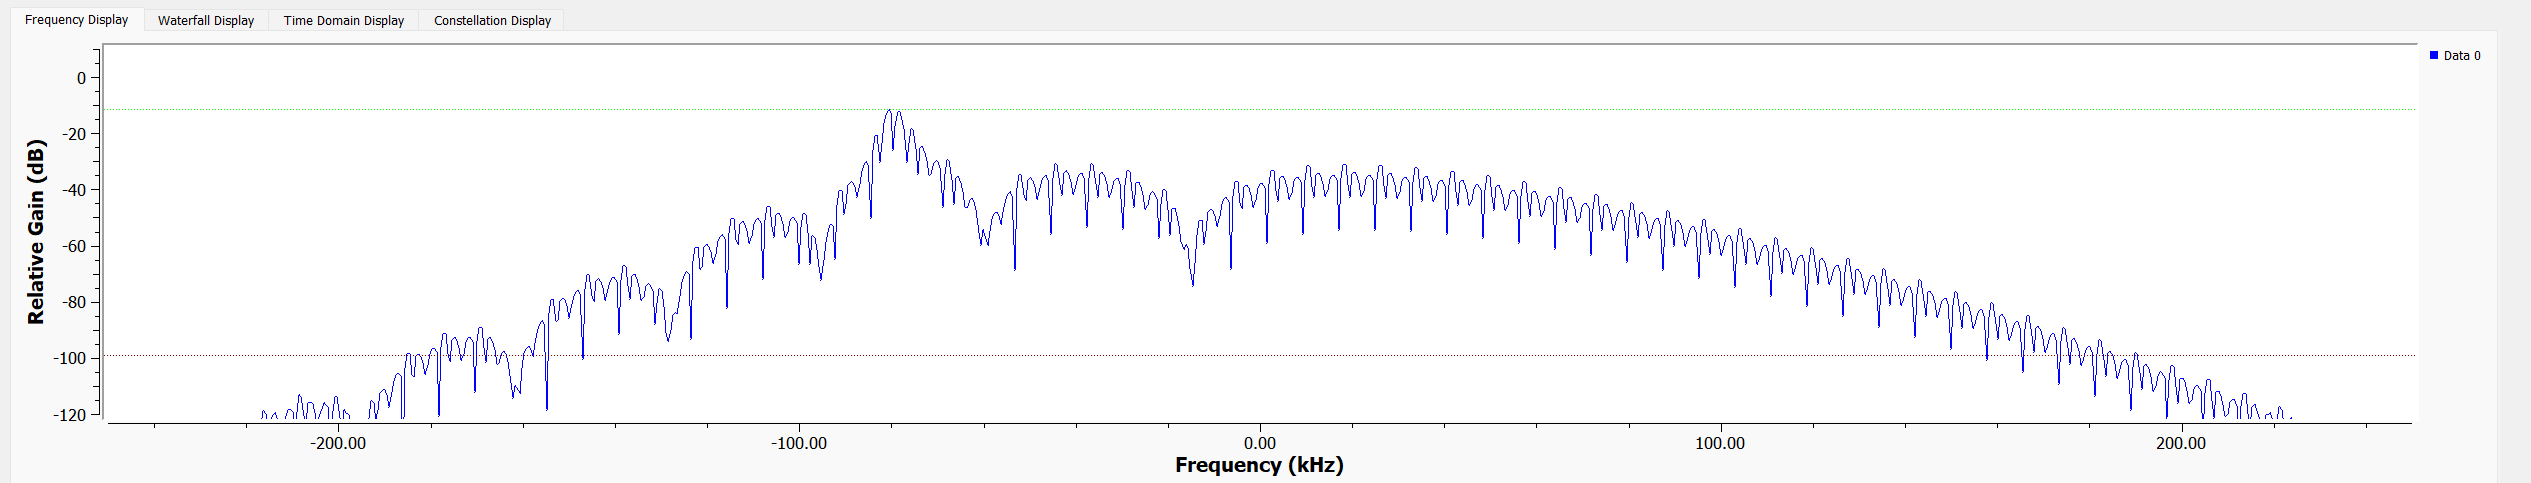 Frequency Display Waterfall Display Time Domain Display Constellation Display
Data 0
Relative Gain (dB)
0
-20
-40
-60
-80
-100
-120
-200.00 -100.00 0.00 100.00 200.00
Frequency (kHz)